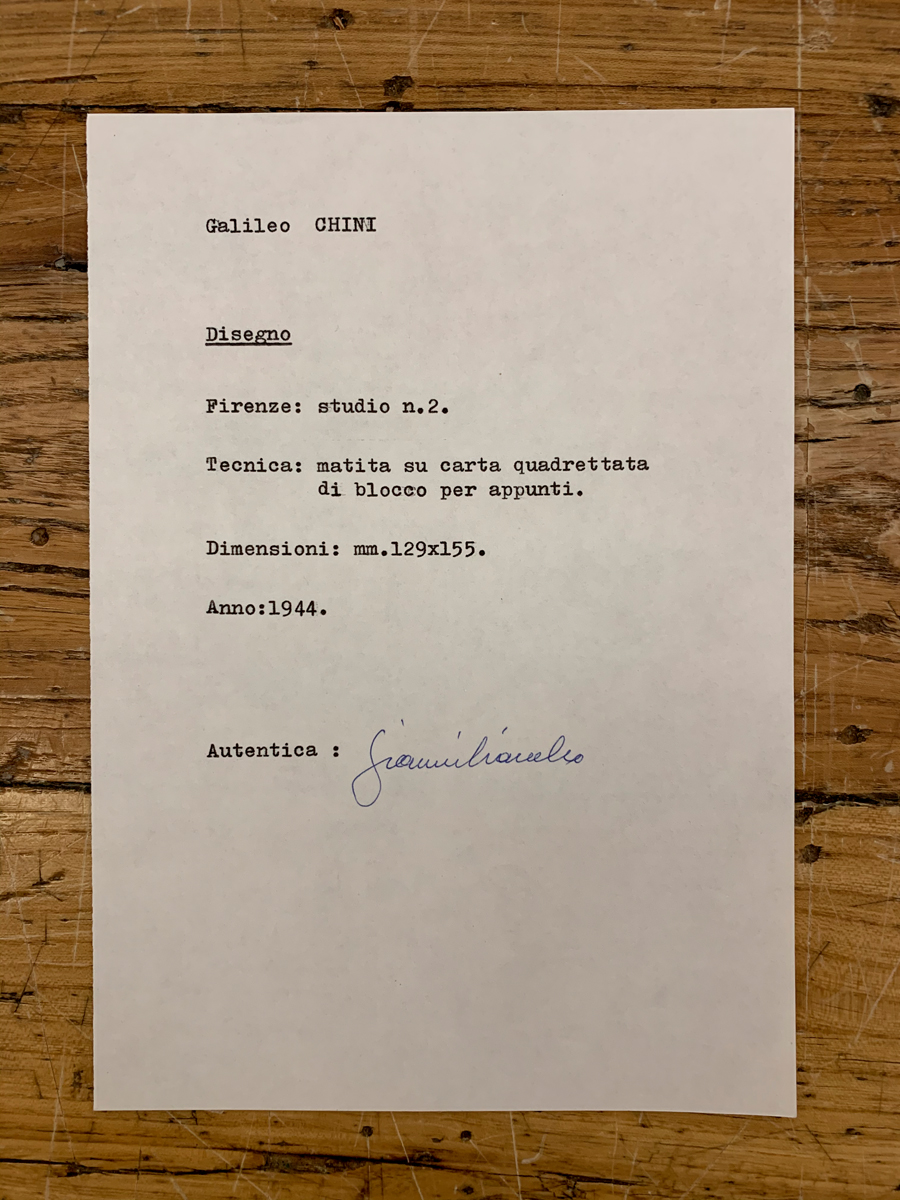 Galileo CHINI
Disegno
Firenze: studio n.2.
Tecnica: matita su carta quadrettata
di blocco per appunti.
Dimensioni: mm.129x155.
Anno:1944.
Autentica :